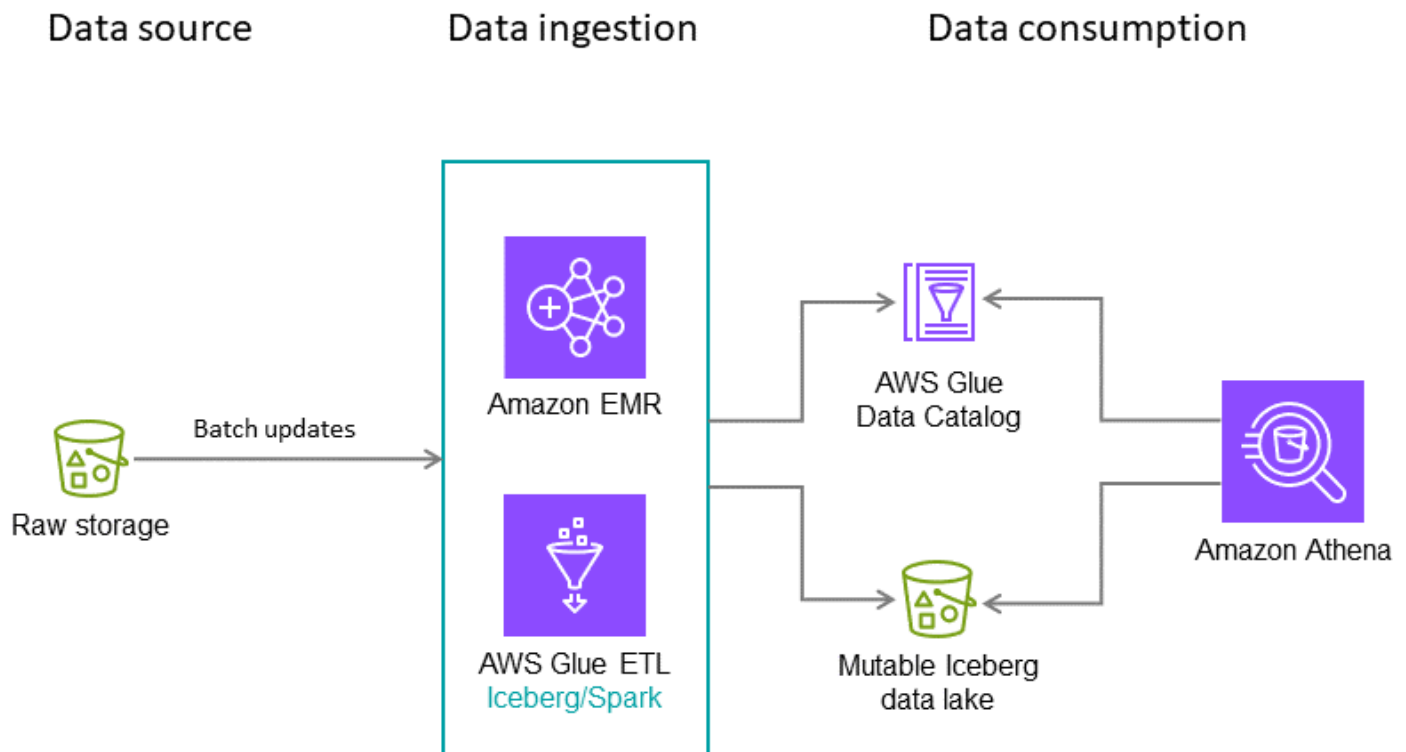 Data source
Data ingestion
Data consumption
Amazon EMR
AWS Glue
Data Catalog
Batch updates
Raw storage
AWS Glue ETL
Iceberg/Spark
Amazon Athena
Mutable Iceberg
data lake